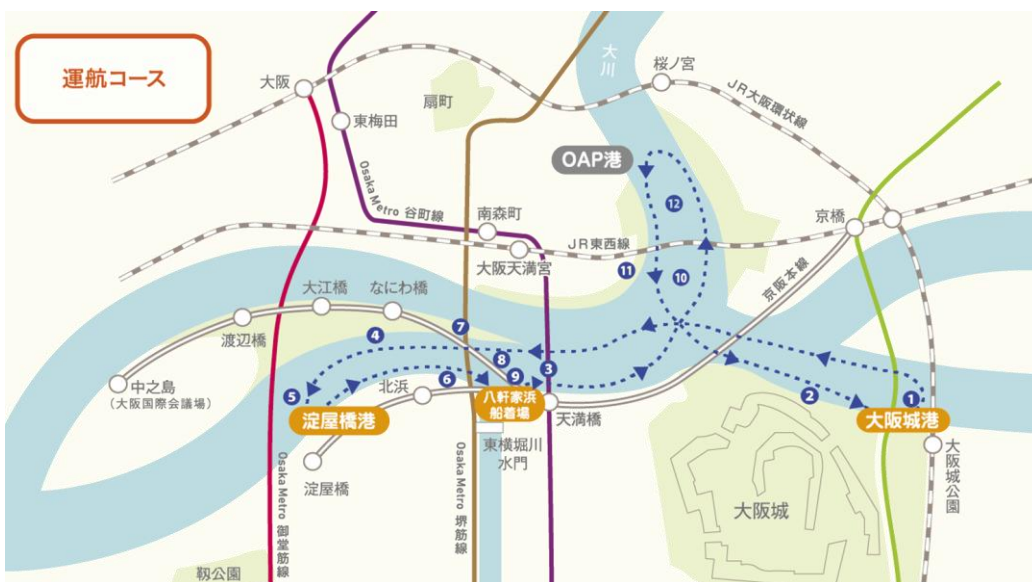 運航コース
大阪
東梅田
扇町
大川
桜ノ宮
JR大阪環状線
OAP港
Osaka Metro 谷町線
南森町
大阪天満宮
JR東西線
京橋
京阪本線
⑫
⑪
⑩
大江橋
なにわ橋
渡辺橋
⑦
④
⑧
③
⑨
⑥
⑤
②
①
中之島
(大阪国際会議場)
北浜
淀屋橋港
八軒家浜
船着場
天満橋
大阪城港
東横堀川
水門
淀屋橋
Osaka Metro 御堂筋線
Osaka Metro 堺筋線
大阪城
大阪城公園
靱公園